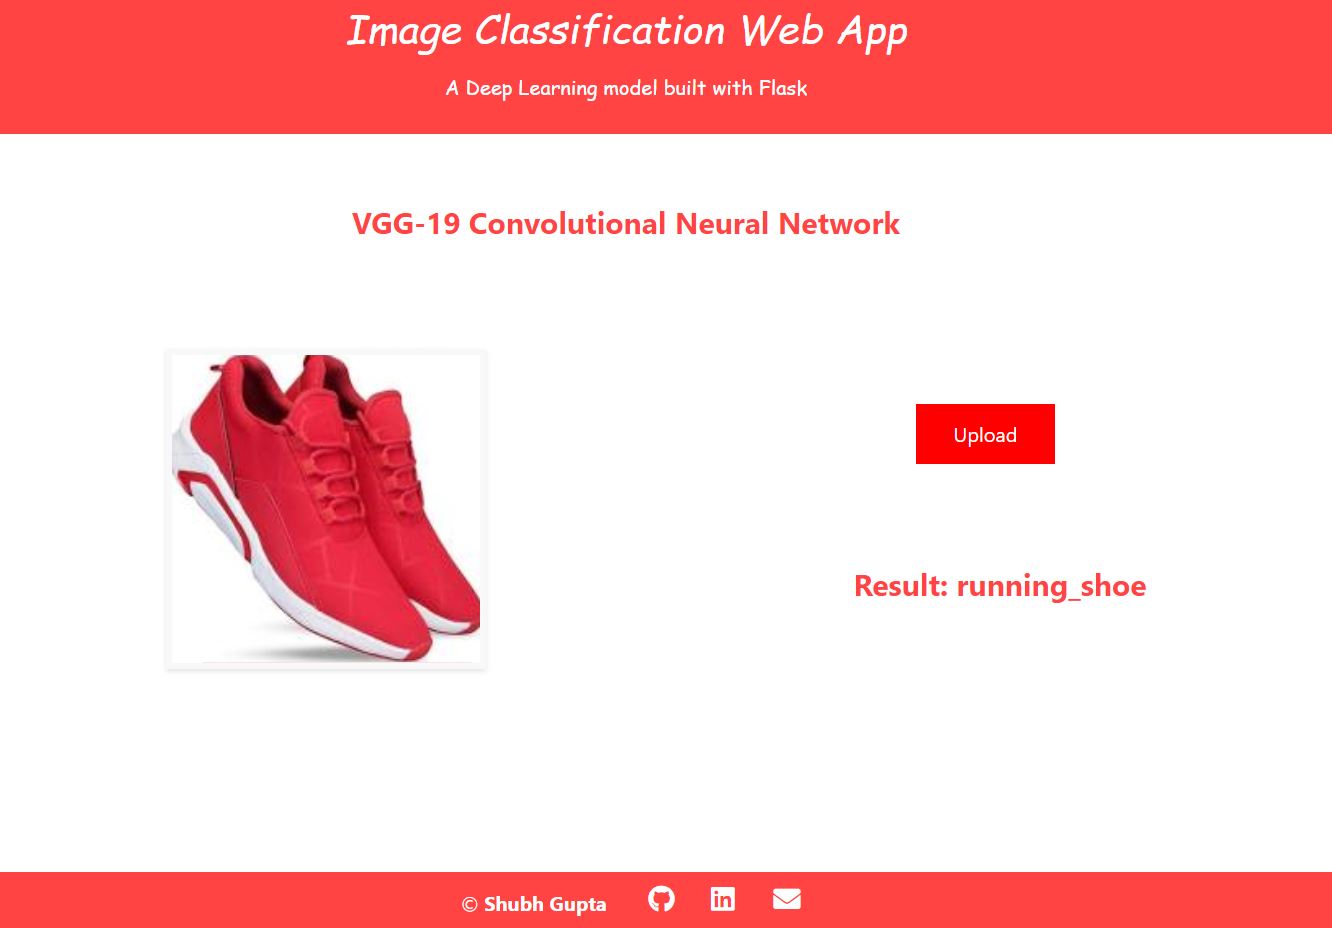 Image Classification Web App
A Deep Learning model built with Flask
VGG-19 Convolutional Neural Network
Upload
Result: running_shoe
© Shubh Gupta